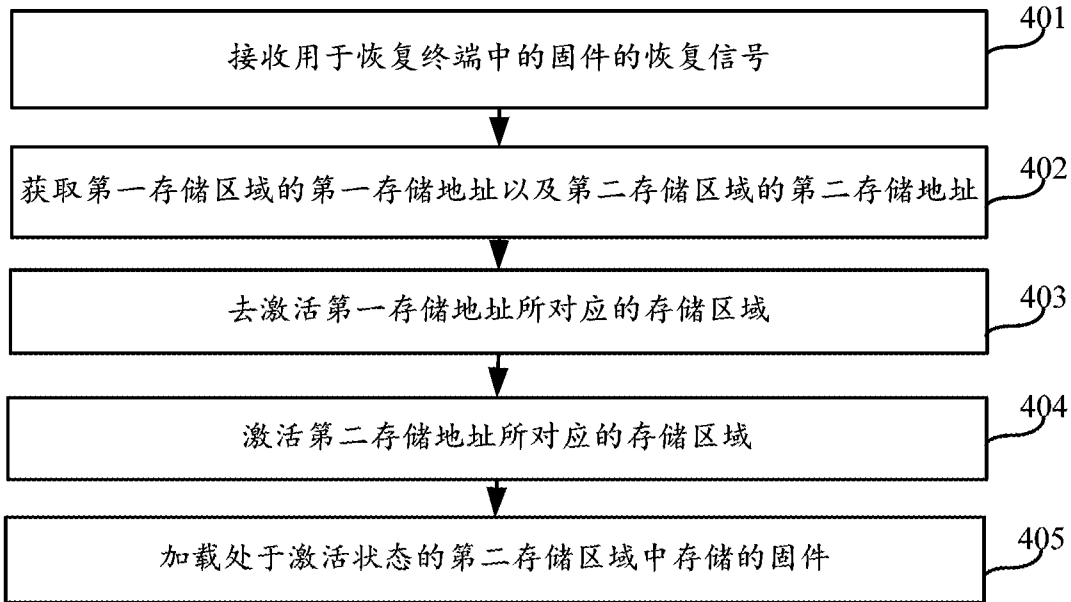 401
接收用于恢复终端中的固件的恢复信号
402
获取第一存储区域的第一存储地址以及第二存储区域的第二存储地址
403
去激活第一存储地址所对应的存储区域
404
激活第二存储地址所对应的存储区域
405
加载处于激活状态的第二存储区域中存储的固件